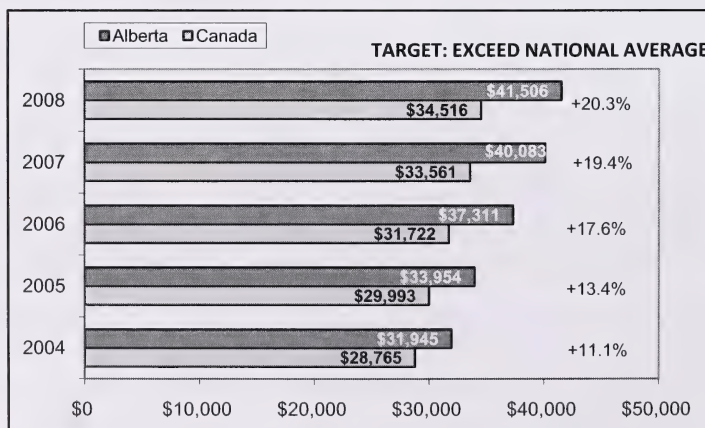 Alberta Canada
TARGET: EXCEED NATIONAL AVERAGE
2008 $41,506 +20.3%
$34,516
2007 $40,083 +19.4%
$33,561
2006 $37,311 +17.6%
$31,722
2005 $33,954 +13.4%
$29,993
2004 $31,945 +11.1%
$28,765
$0 $10,000 $20,000 $30,000 $40,000 $50,000